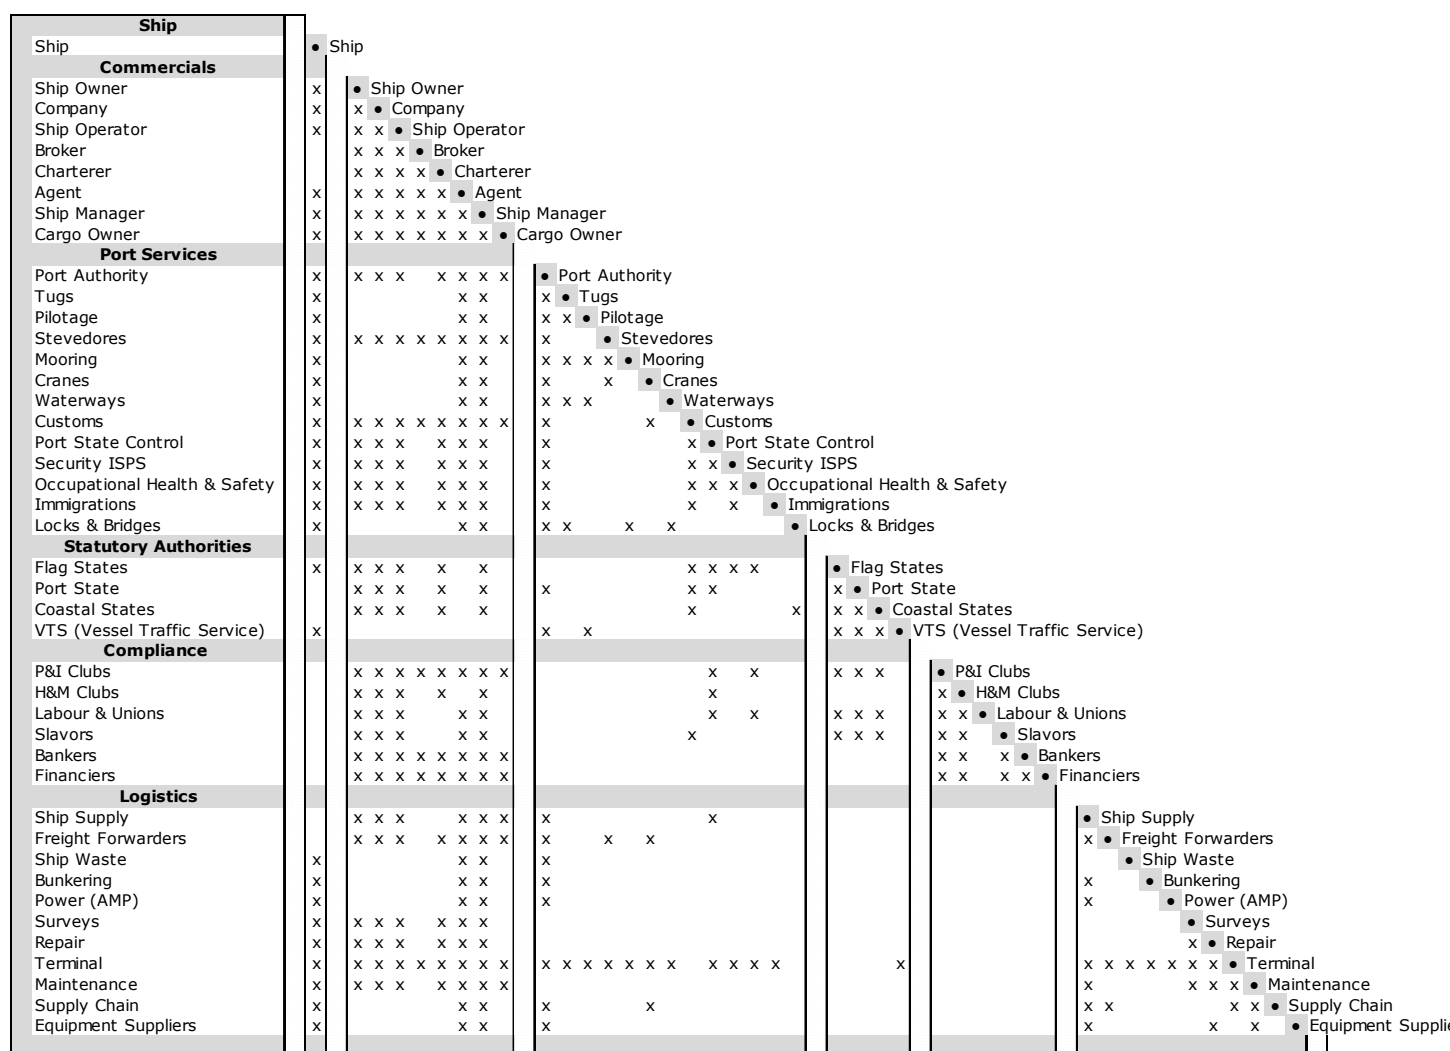 Ship
Ship x ● Ship
Commercials
Ship Owner x ● Ship Owner
Company x x ● Company
Ship Operator x x x ● Ship Operator
Broker x x x ● Broker
Charterer x x x x ● Charterer
Agent x x x x x x ● Agent
Ship Manager x x x x x x x ● Ship Manager
Cargo Owner x x x x x x x x ● Cargo Owner
Port Services
Port Authority x x x x x x x x ● Port Authority
Tugs x x x x ● Tugs
Pilotage x x x x x ● Pilotage
Stevedores x x x x x x x x x x ● Stevedores
Mooring x x x x x x x ● Mooring
Cranes x x x x x ● Cranes
Waterways x x x x x x ● Waterways
Customs x x x x x x x x x x x ● Customs
Port State Control x x x x x x x x x ● Port State Control
Security ISPS x x x x x x x x x x ● Security ISPS
Occupational Health & Safety x x x x x x x x x x x ● Occupational Health & Safety
Immigrations x x x x x x x x x x ● Immigrations
Locks & Bridges x x x x x x x ● Locks & Bridges
Statutory Authorities
Flag States x x x x x x x x x x ● Flag States
Port State x x x x x x x x x ● Port State
Coastal States x x x x x x x x x ● Coastal States
VTS (Vessel Traffic Service) x x x x x x ● VTS (Vessel Traffic Service)
Compliance
P&I Clubs x x x x x x x x x x x x x ● P&I Clubs
H&M Clubs x x x x x x x ● H&M Clubs
Labour & Unions x x x x x x x x x x x x ● Labour & Unions
Slavors x x x x x x x x x x x ● Slavors
Bankers x x x x x x x x x x x ● Bankers
Financiers x x x x x x x x x x x x ● Financiers
Logistics
Ship Supply x x x x x x x x ● Ship Supply
Freight Forwarders x x x x x x x x x x x ● Freight Forwarders
Ship Waste x x x x ● Ship Waste
Bunkering x x x x x ● Bunkering
Power (AMP) x x x x x ● Power (AMP)
Surveys x x x x x x x ● Surveys
Repair x x x x x x x x ● Repair
Terminal x x x x x x x x x x x x x x x x x x x x x x x x x x x x ● Terminal
Maintenance x x x x x x x x x x x x ● Maintenance
Supply Chain x x x x x x x x x ● Supply Chain
Equipment Suppliers x x x x x x x ● Equipment Supplie